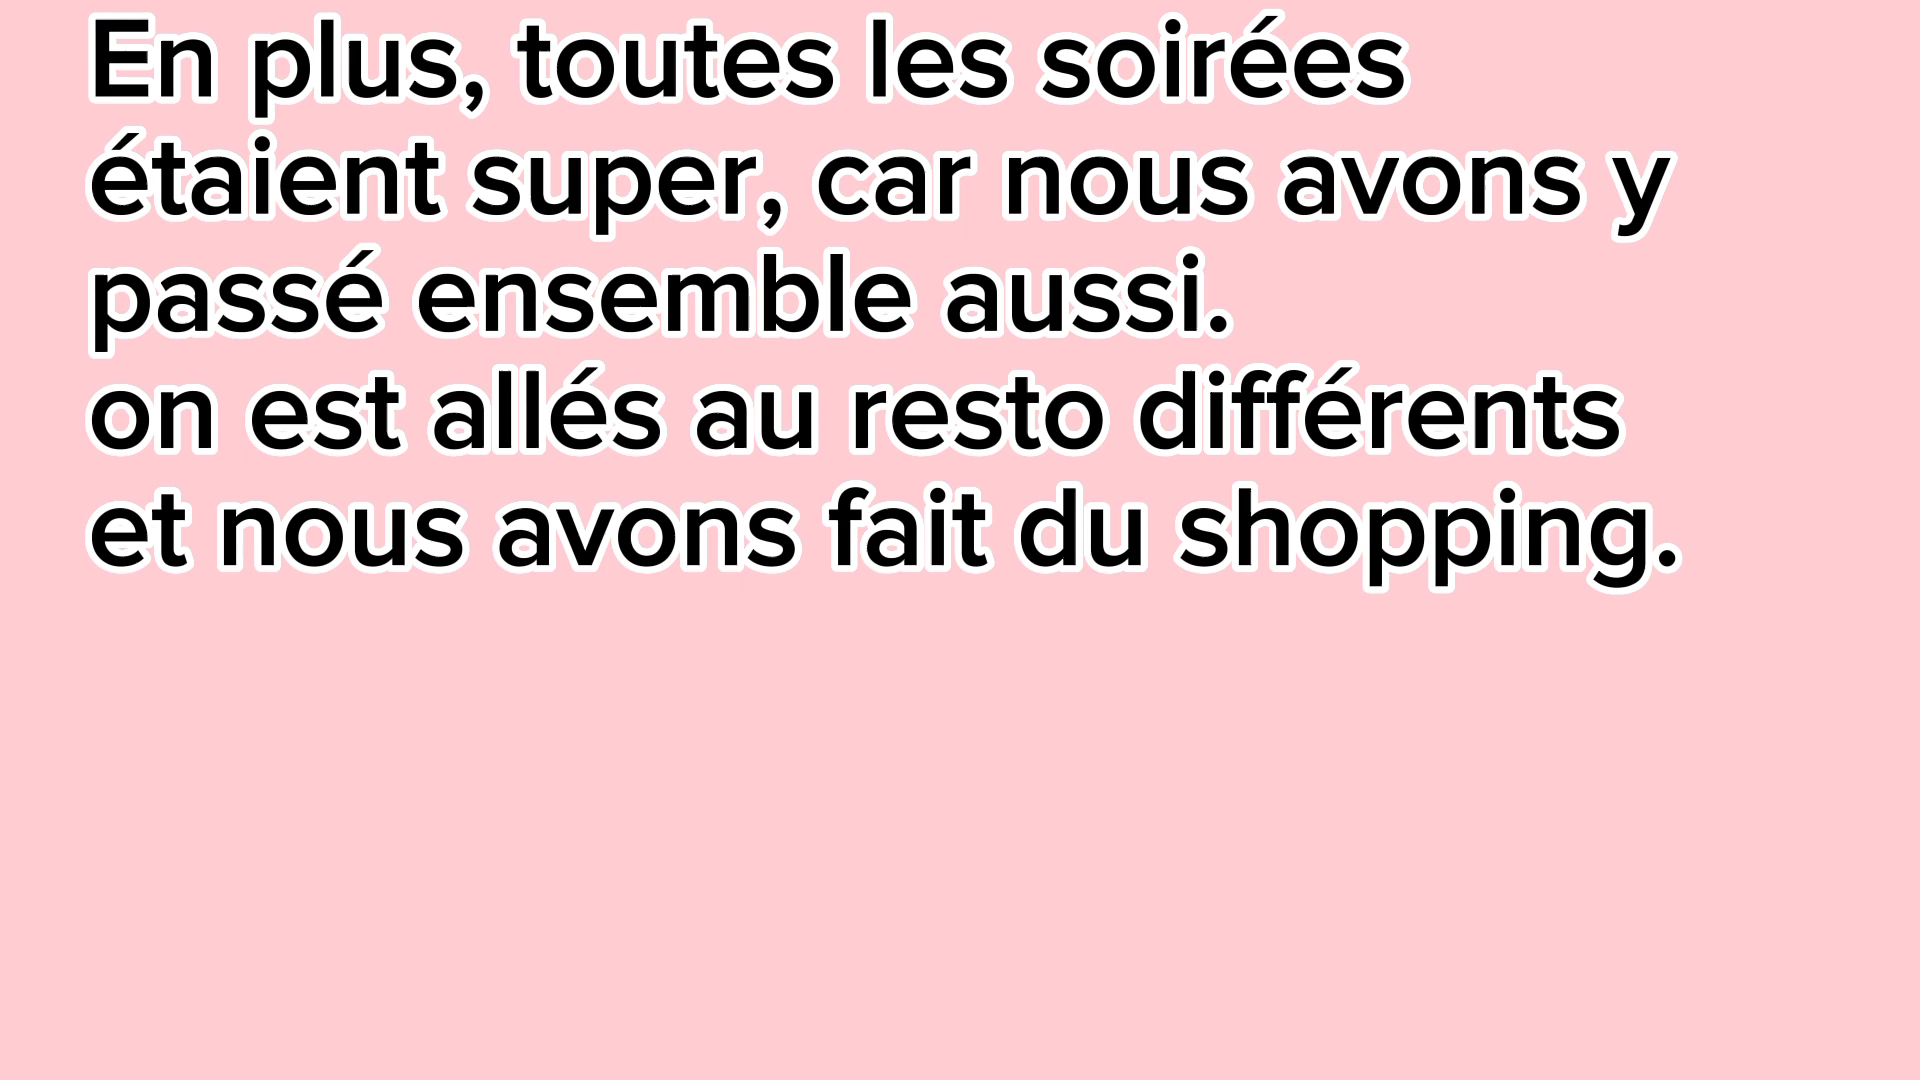 En plus, toutes les soirées
étaient super, car nous avons y
passé ensemble aussi.
on est allés au resto différents
et nous avons fait du shopping.